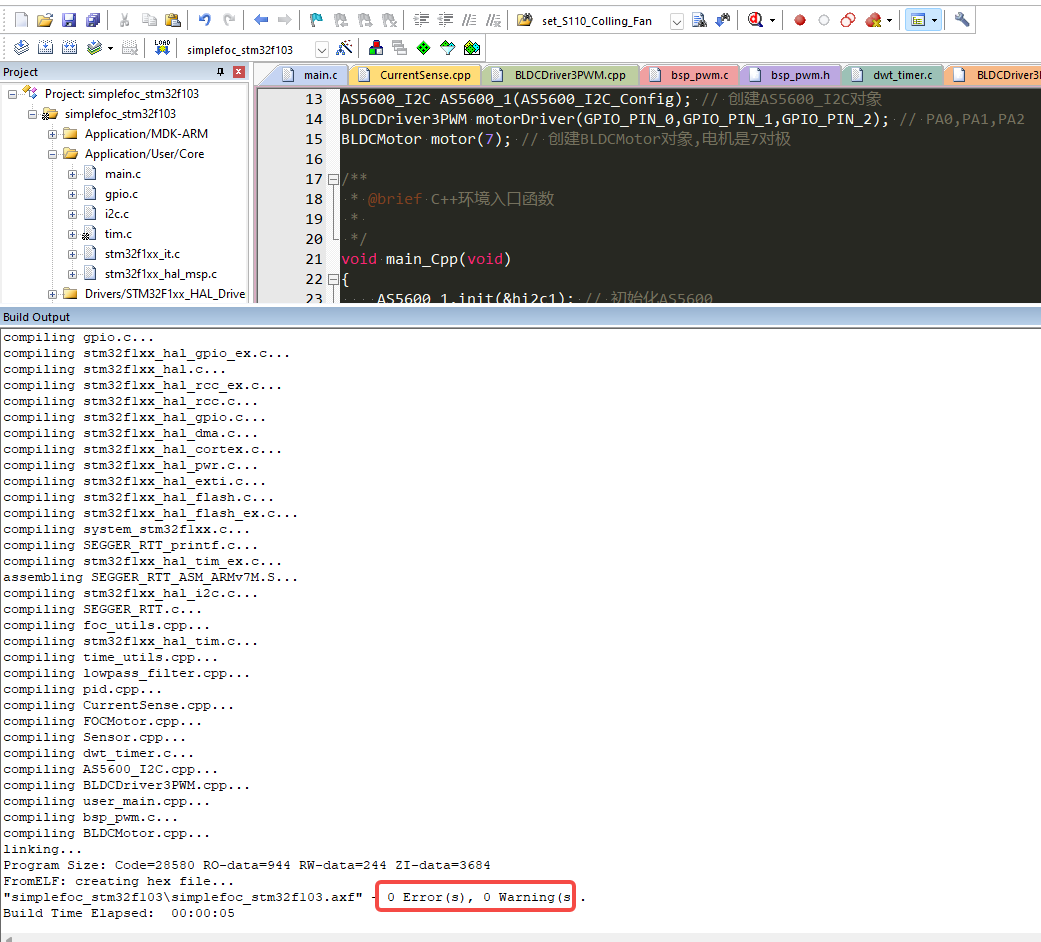 set_S110_Colling_Fan
LOAD
simplefoc_stm32f103
Project
Project: simplefoc_stm32f103
simplefoc_stm32f103
Application/MDK-ARM
Application/User/Core
main.c
gpio.c
i2c.c
tim.c
stm32f1xx_it.c
stm32f1xx_hal_msp.c
Drivers/STM32F1xx_HAL_Drive
main.c CurrentSense.cpp BLDCDriver3PWM.cpp bsp_pwm.c bsp_pwm.h dwt_timer.c BLDCDriver3
13 AS5600_I2C AS5600_1(AS5600_I2C_Config); // 创建AS5600_I2C对象
14 BLDCDriver3PWM motorDriver(GPIO_PIN_0,GPIO_PIN_1,GPIO_PIN_2); // PA0,PA1,PA2
15 BLDCMotor motor(7); // 创建BLDCMotor对象,电机是7对极
16
17 /**
18 * @brief C++环境入口函数
19 *
20 */
21 void main_Cpp(void)
22 {
23 AS5600_1.init(&hi2c1); // 初始化AS5600
Build Output
compiling gpio.c...
compiling stm32f1xx_hal_gpio_ex.c...
compiling stm32f1xx_hal.c...
compiling stm32f1xx_hal_rcc_ex.c...
compiling stm32f1xx_hal_rcc.c...
compiling stm32f1xx_hal_gpio.c...
compiling stm32f1xx_hal_dma.c...
compiling stm32f1xx_hal_cortex.c...
compiling stm32f1xx_hal_pwr.c...
compiling stm32f1xx_hal_exti.c...
compiling stm32f1xx_hal_flash.c...
compiling stm32f1xx_hal_flash_ex.c...
compiling system_stm32f1xx.c...
compiling SEGGER_RTT_printf.c...
compiling stm32f1xx_hal_tim_ex.c...
assembling SEGGER_RTT_ASM_ARMv7M.S...
compiling stm32f1xx_hal_i2c.c...
compiling SEGGER_RTT.c...
compiling foc_utils.cpp...
compiling stm32f1xx_hal_tim.c...
compiling time_utils.cpp...
compiling lowpass_filter.cpp...
compiling pid.cpp...
compiling CurrentSense.cpp...
compiling FOCMotor.cpp...
compiling Sensor.cpp...
compiling dwt_timer.c...
compiling AS5600_I2C.cpp...
compiling BLDCDriver3PWM.cpp...
compiling user_main.cpp...
compiling bsp_pwm.c...
compiling BLDCMotor.cpp...
linking...
Program Size: Code=28580 RO-data=944 RW-data=244 ZI-data=3684
FromELF: creating hex file...
"simplefoc_stm32f103\simplefoc_stm32f103.axf" - 0 Error(s), 0 Warning(s .
Build Time Elapsed: 00:00:05